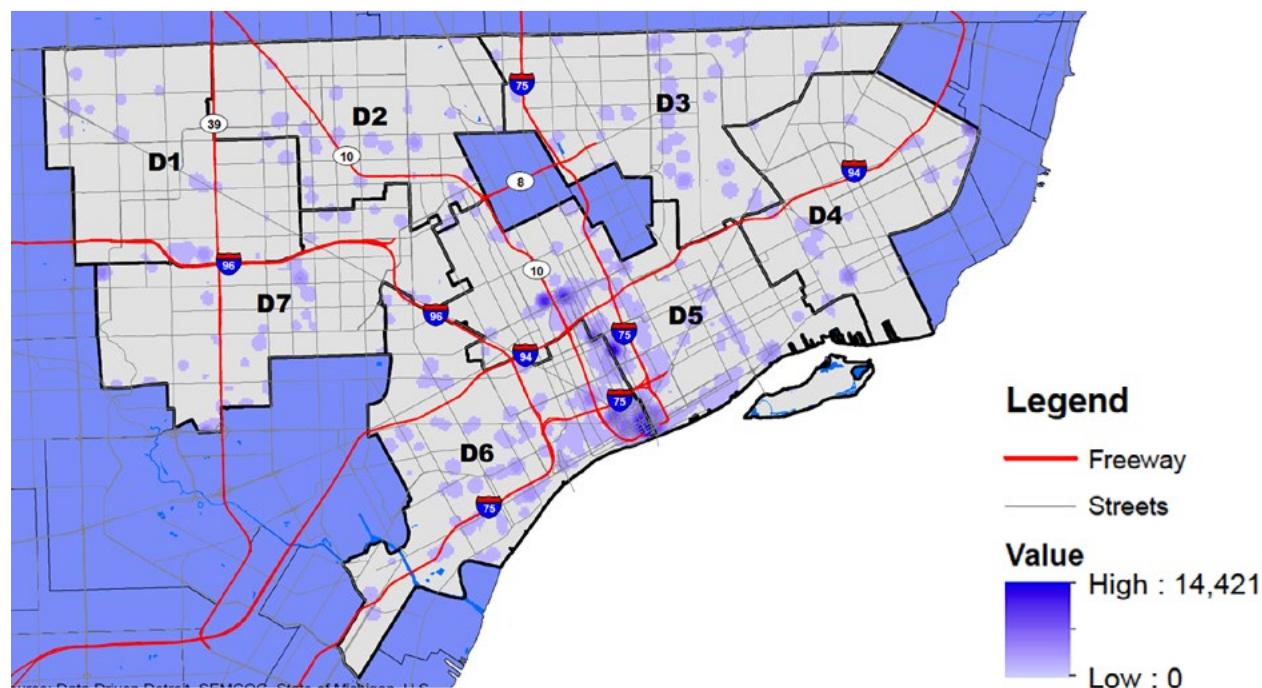 75
D3
D2
39
10
D1
8
94
D4
10
96
D7
96
75
D5
94
75
D6
75
Legend
Freeway
Streets
Value
High : 14,421
Low : 0